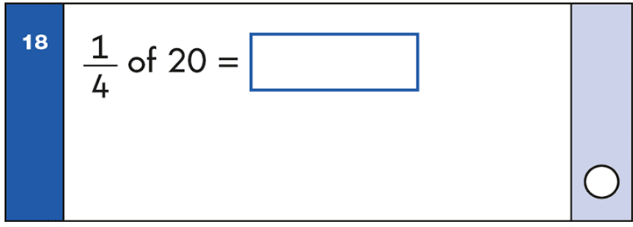 18
1/4 of 20 =